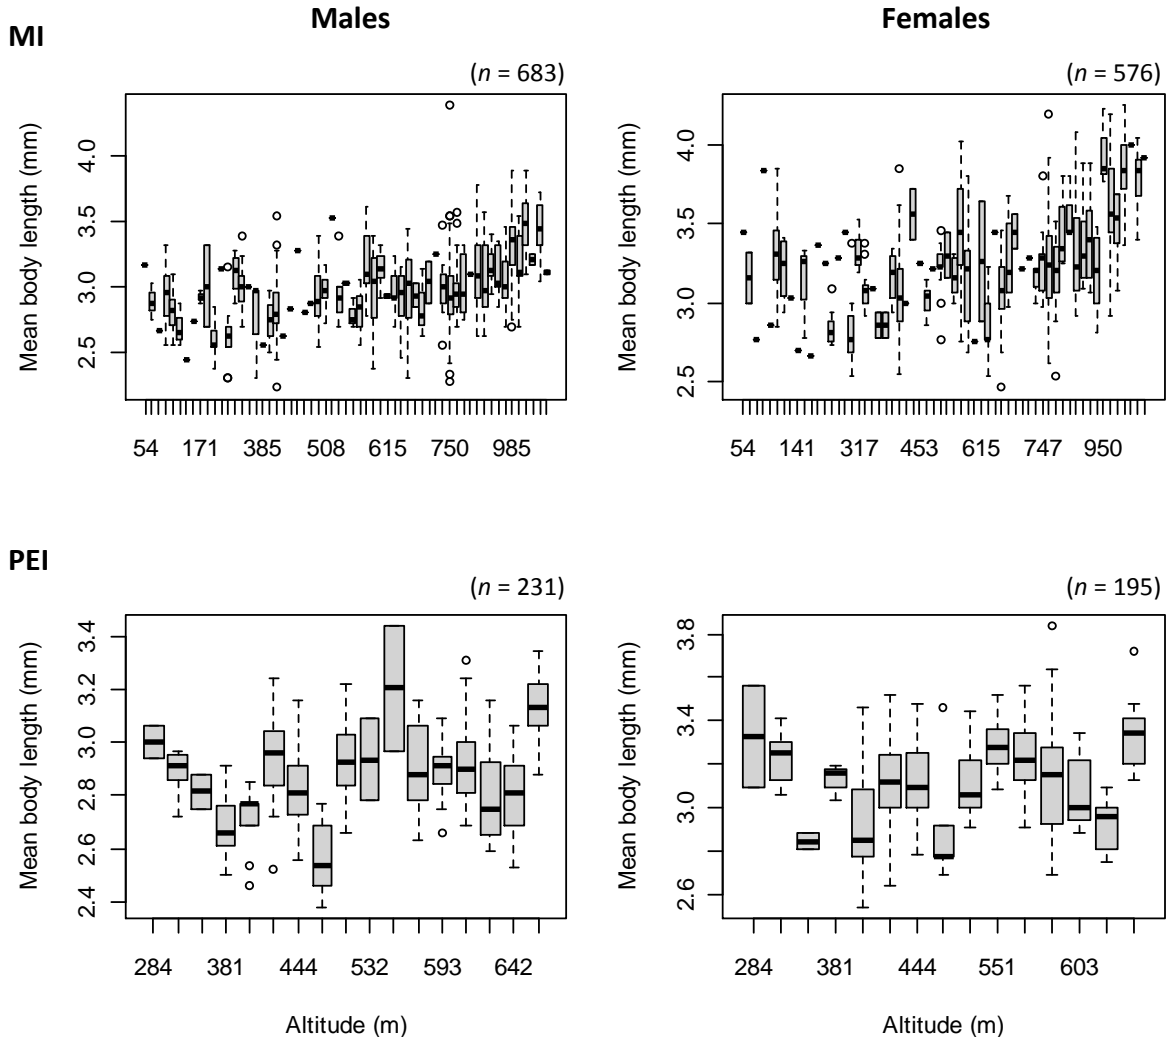 Males
Females
MI
(n = 683)
(n = 576)
Mean body length (mm)
4.0
3.5
3.0
2.5
54 171 385 508 615 750 985
Mean body length (mm)
4.0
3.5
3.0
2.5
54 141 317 453 615 747 950
PEI
(n = 231)
(n = 195)
Mean body length (mm)
3.4
3.2
3.0
2.8
2.6
2.4
284 381 444 532 593 642
Altitude (m)
Mean body length (mm)
3.8
3.4
3.0
2.6
284 381 444 551 603
Altitude (m)